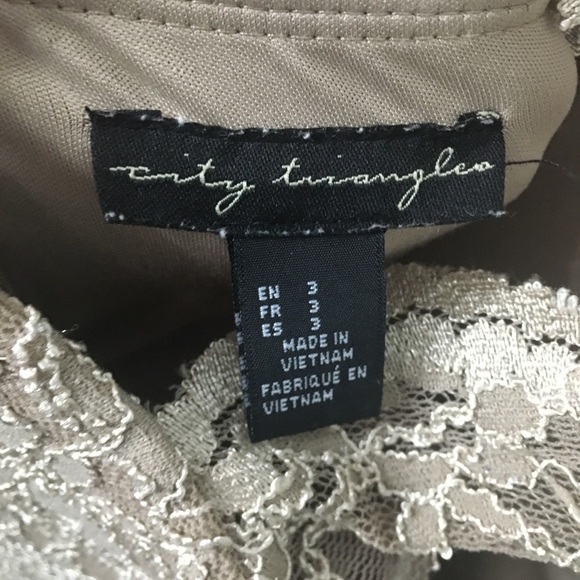 city triangles
EN 3
FR 3
ES 3
MADE IN
VIETNAM
FABRIQUÉ EN
VIETNAM